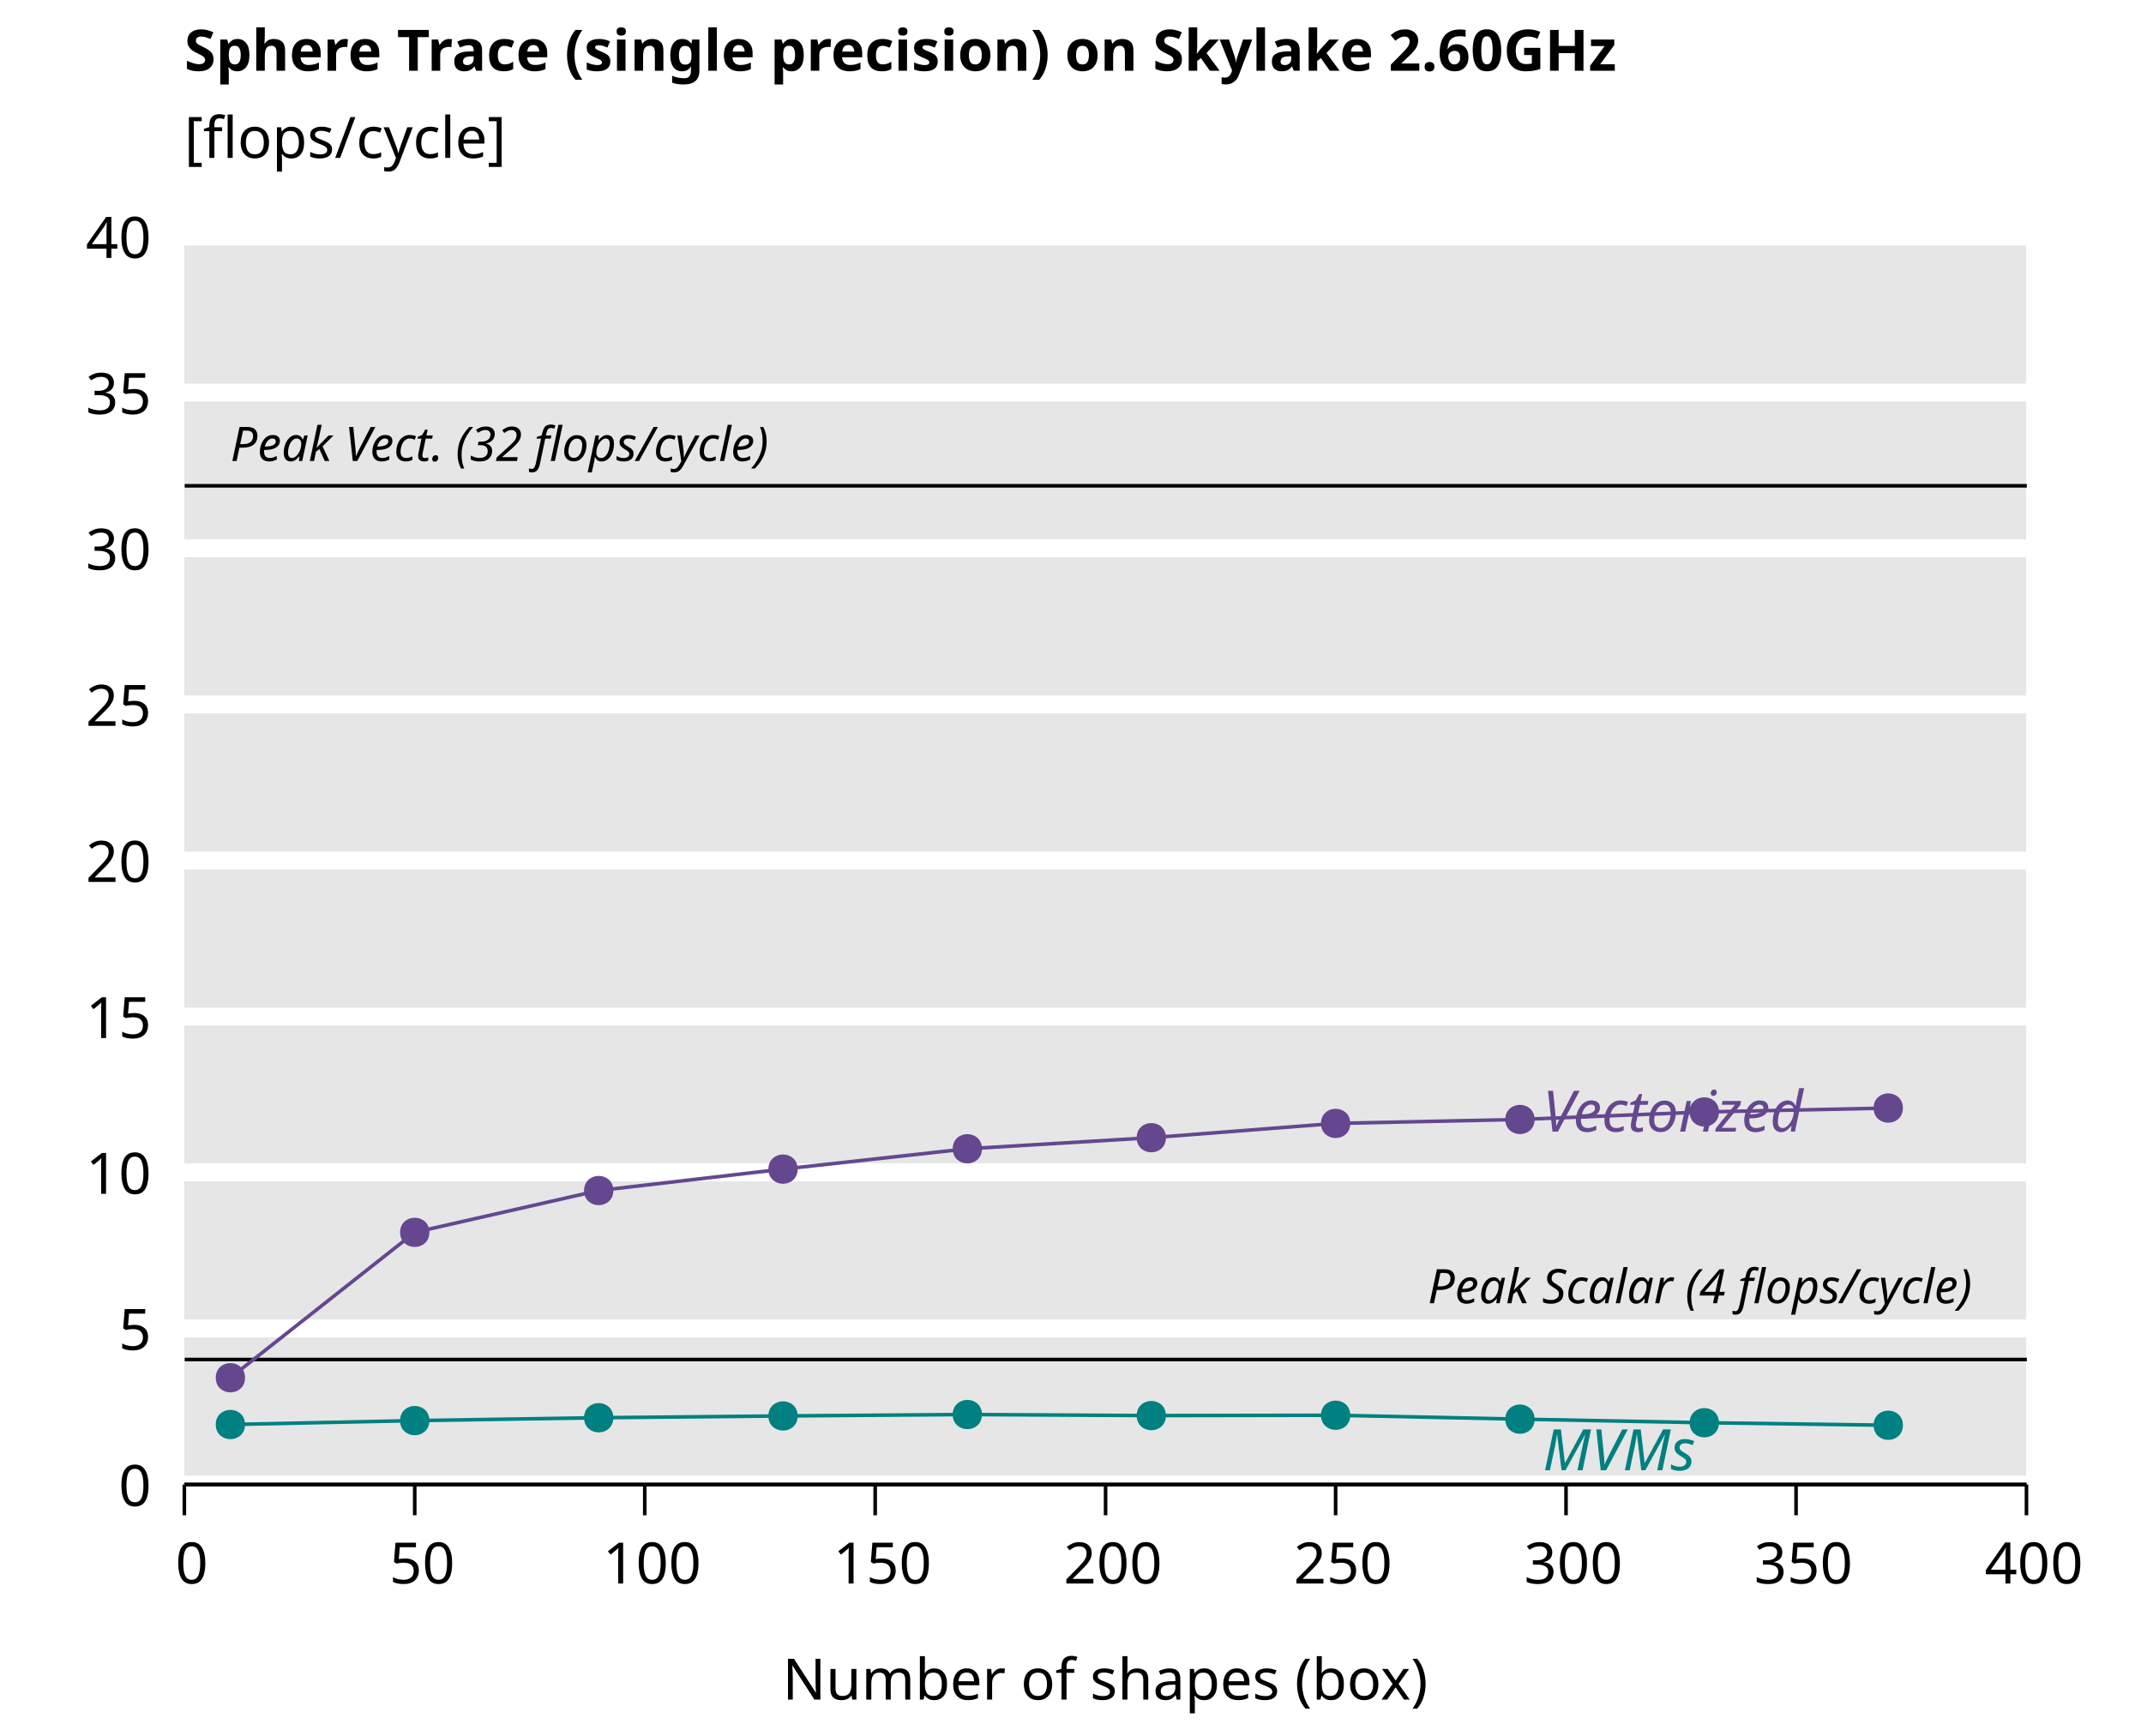 Sphere Trace (single precision) on Skylake 2.60GHz
[flops/cycle]
40
35
Peak Vect. (32 flops/cycle)
30
25
20
15
Vectorized
10
Peak Scalar (4 flops/cycle)
5
MVMs
0
0 50 100 150 200 250 300 350 400
Number of shapes (box)